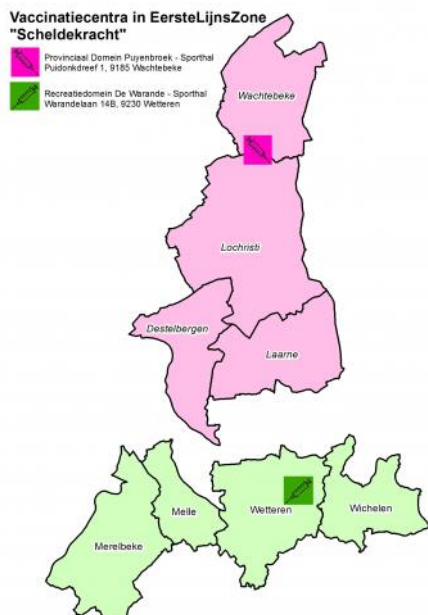 Vaccinatiecentra in EersteLijnsZone
"Scheldekracht"
Provinciaal Domein Puyenbroek - Sporthal
Puidonkdreef 1, 9185 Wachtebeke
Recreatiedomein De Warande - Sporthal
Warandelaan 14B, 9230 Wetteren
Wachtebeke
Lochristi
Destelbergen
Laarne
Merelbeke
Melle
Wetteren
Wichelen